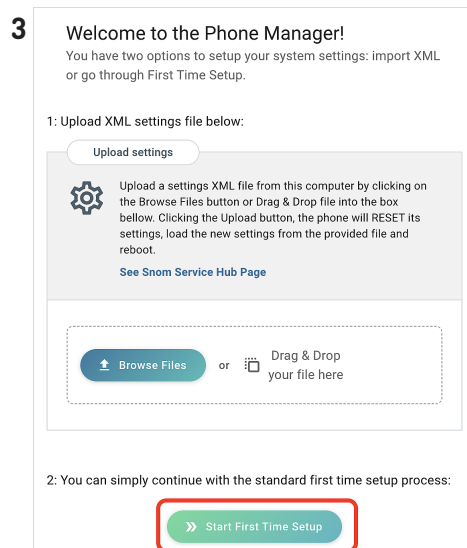 3
Welcome to the Phone Manager!
You have two options to setup your system settings: import XML
or go through First Time Setup.
1: Upload XML settings file below:
Upload settings
Upload a settings XML file from this computer by clicking on
the Browse Files button or Drag & Drop file into the box
bellow. Clicking the Upload button, the phone will RESET its
settings, load the new settings from the provided file and
reboot.
See Snom Service Hub Page
Browse Files or Drag & Drop
your file here
2: You can simply continue with the standard first time setup process:
Start First Time Setup